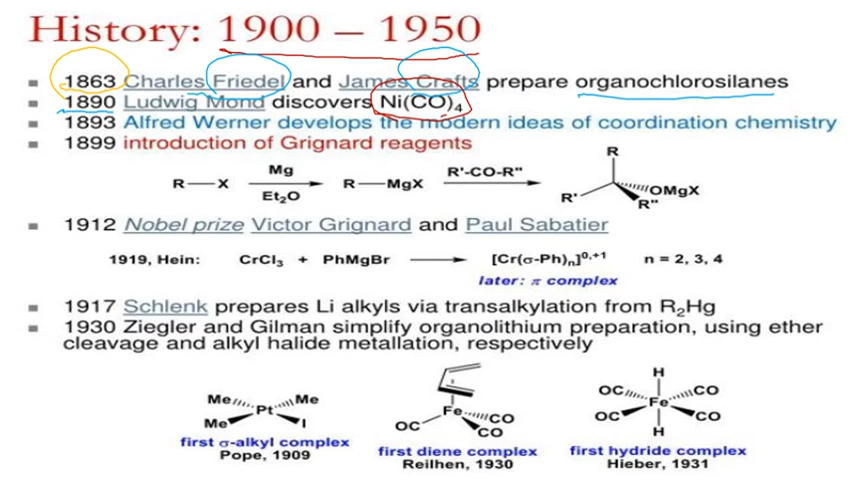 History: 1900 – 1950
1863 Charles Friedel and James Crafts prepare organochlorosilanes
1890 Ludwig Mond discovers Ni(CO)4
1893 Alfred Werner develops the modern ideas of coordination chemistry
1899 introduction of Grignard reagents
R—X Mg Et2O R—MgX R'-CO-R" R R' R" OMgX
1912 Nobel prize Victor Grignard and Paul Sabatier
1919, Hein: CrCl3 + PhMgBr [Cr(σ-Ph)n]0,+1 n = 2, 3, 4
later: π complex
1917 Schlenk prepares Li alkyls via transalkylation from R2Hg
1930 Ziegler and Gilman simplify organolithium preparation, using ether
cleavage and alkyl halide metallation, respectively
Me Me Pt Me I
first σ-alkyl complex
Pope, 1909
Fe OC CO CO
first diene complex
Reilhen, 1930
H OC CO Fe OC CO H
first hydride complex
Hieber, 1931